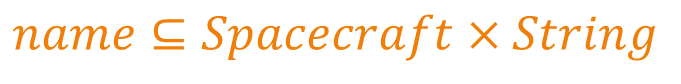 name ⊆ Spacecraft × String